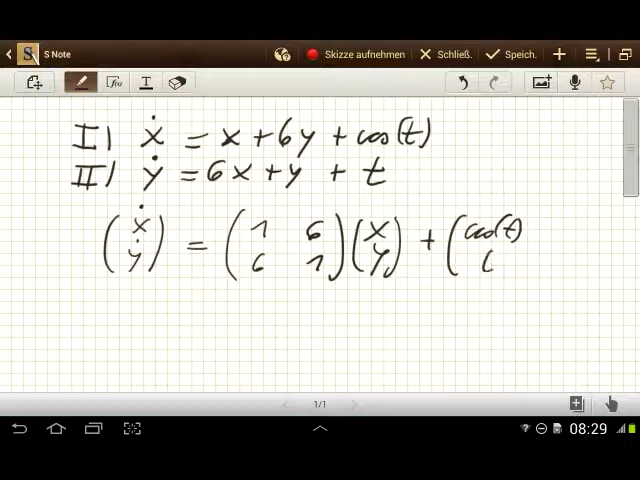 S Note
Skizze aufnehmen
Schließ.
Speich.
f(x)
T
I) ẋ = x + 6y + cos(t)
II) ẏ = 6x + y + t
(ẋ) = (1 6)(x) + (cos(t)
(ẏ) (6 1)(y)
1/1
08:29